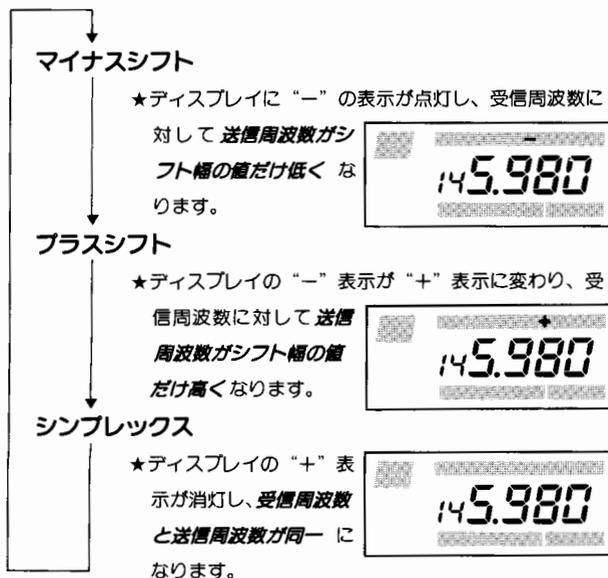 マイナスシフト
★ディスプレイに“−”の表示が点灯し、受信周波数に
対して送信周波数がシ
フト幅の値だけ低くな
ります。
−
145.980
プラスシフト
★ディスプレイの“−”表示が“+”表示に変わり、受
信周波数に対して送信
周波数がシフト幅の値
だけ高くなります。
+
145.980
シンプレックス
★ディスプレイの“+”表
示が消灯し、受信周波数
と送信周波数が同一に
なります。
145.980